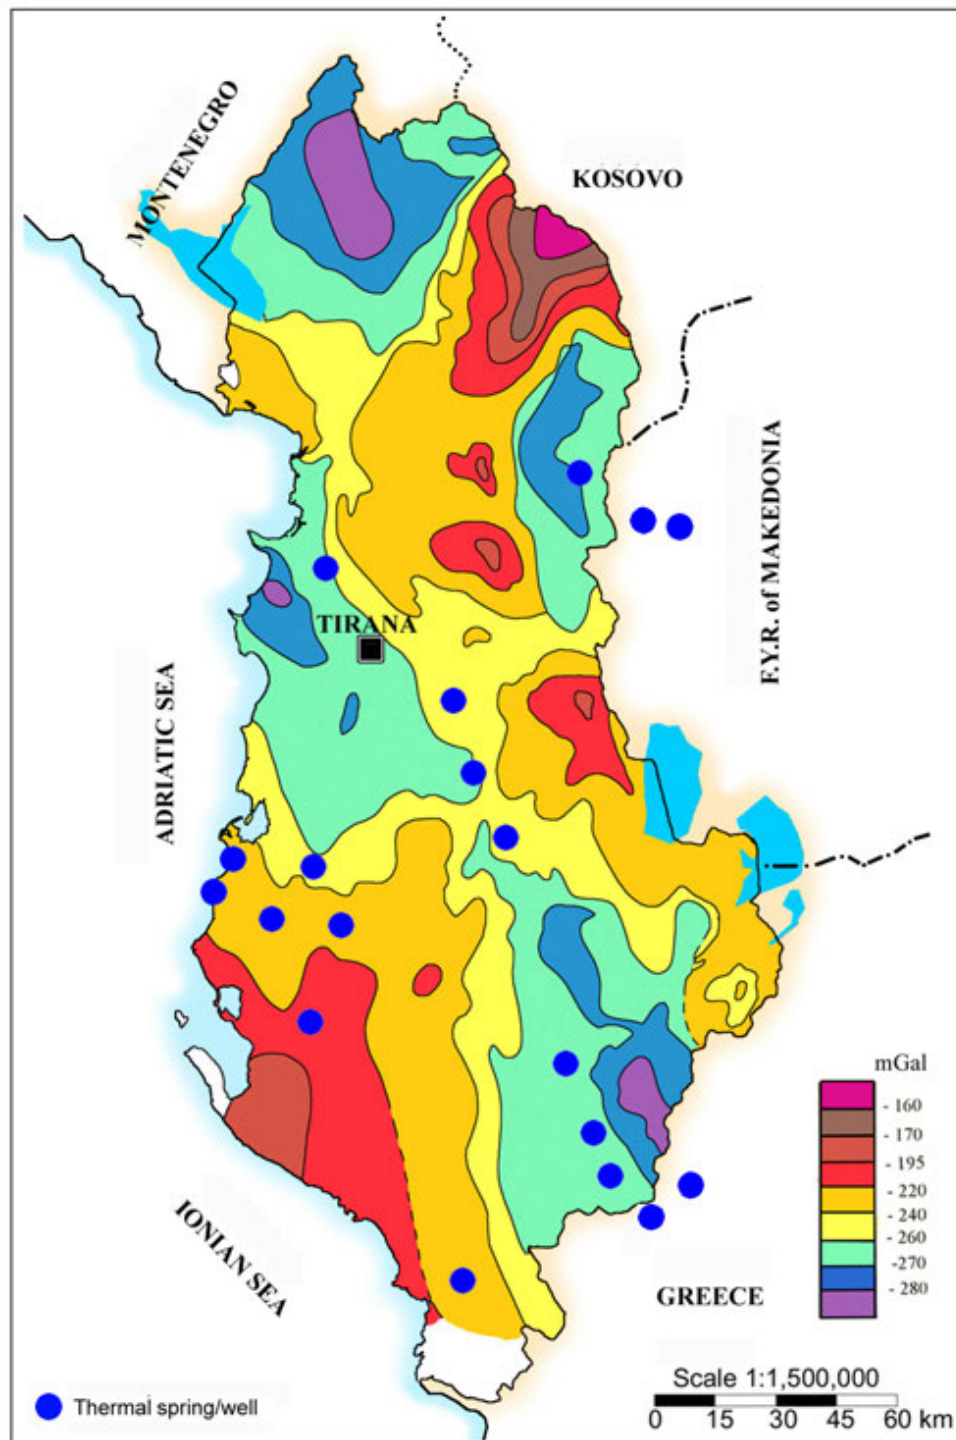 MONTENEGRO
KOSOVO
F.Y.R. of MAKEDONIA
TIRANA
ADRIATIC SEA
mGal
- 160
- 170
- 195
- 220
- 240
- 260
-270
- 280
IONIAN SEA
GREECE
Scale 1:1,500,000
0 15 30 45 60 km
Thermal spring/well